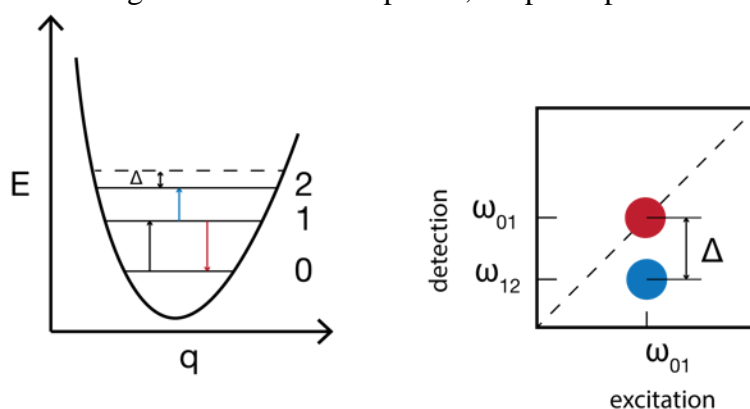 E
Δ
2
1
0
q
detection
ω01
ω12
Δ
ω01
excitation